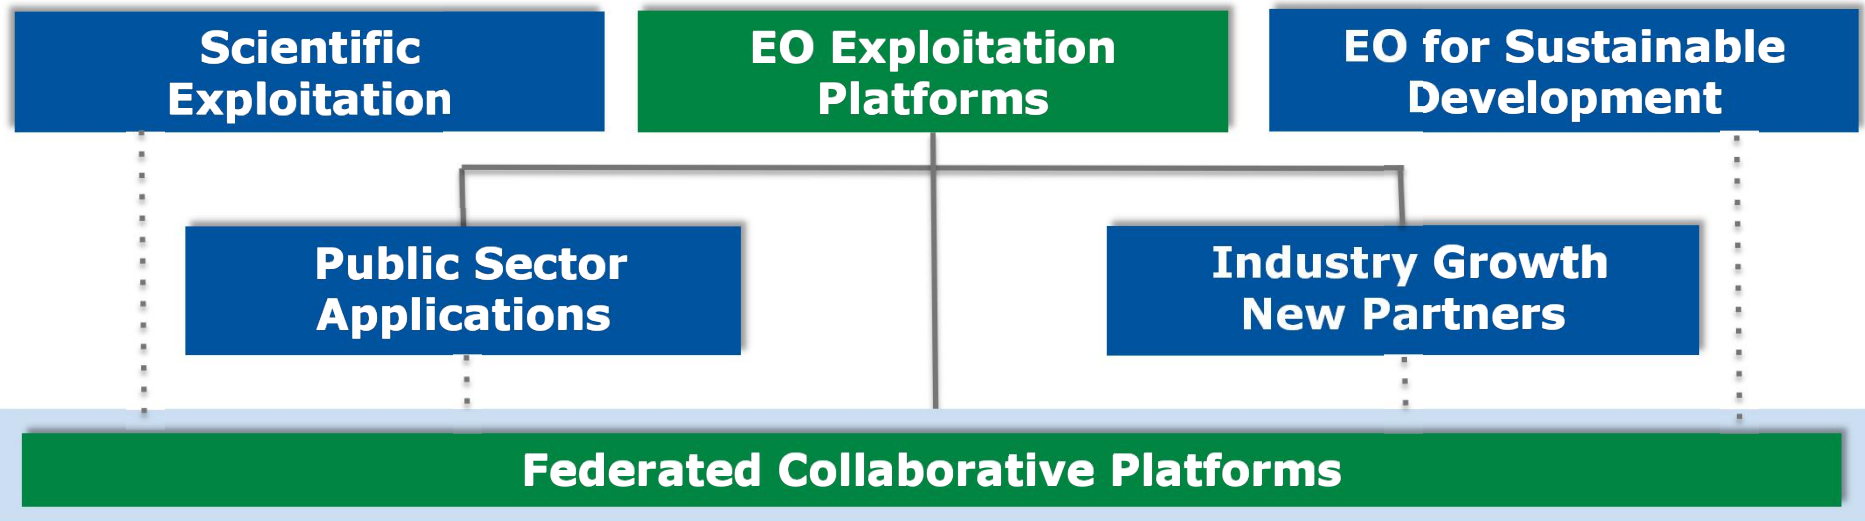 Scientific
Exploitation
EO Exploitation
Platforms
EO for Sustainable
Development
Public Sector
Applications
Industry Growth
New Partners
Federated Collaborative Platforms